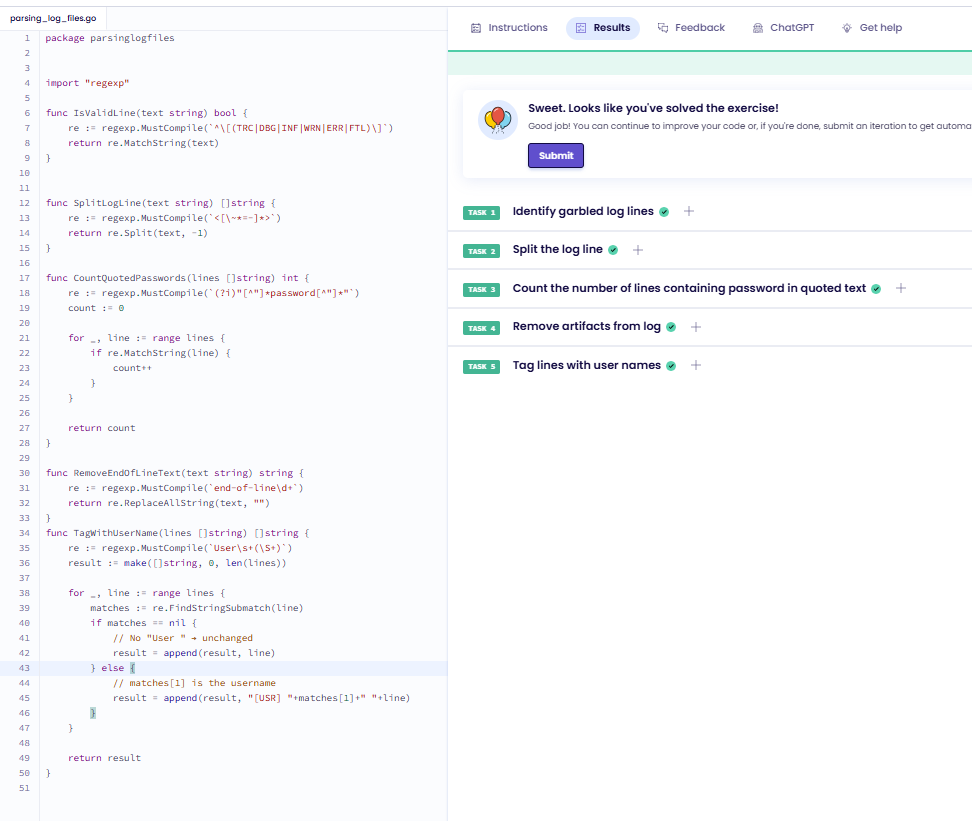 parsing_log_files.go
1 package parsinglogfiles
2
3
4 import "regexp"
5
6 func IsValidLine(text string) bool {
7     re := regexp.MustCompile(`^\[(TRC|DBG|INF|WRN|ERR|FTL)\]`)
8     return re.MatchString(text)
9 }
10
11
12 func SplitLogLine(text string) []string {
13     re := regexp.MustCompile(`<[\~*=-]*>`)
14     return re.Split(text, -1)
15 }
16
17 func CountQuotedPasswords(lines []string) int {
18     re := regexp.MustCompile(`(?i)"[^"]*password[^"]*"`)
19     count := 0
20
21     for _, line := range lines {
22         if re.MatchString(line) {
23             count++
24         }
25     }
26
27     return count
28 }
29
30 func RemoveEndOfLineText(text string) string {
31     re := regexp.MustCompile(`end-of-line\d+`)
32     return re.ReplaceAllString(text, "")
33 }
34 func TagWithUserName(lines []string) []string {
35     re := regexp.MustCompile(`User\s+(\S+)`)
36     result := make([]string, 0, len(lines))
37
38     for _, line := range lines {
39         matches := re.FindStringSubmatch(line)
40         if matches == nil {
41             // No "User " → unchanged
42             result = append(result, line)
43         } else {
44             // matches[1] is the username
45             result = append(result, "[USR] "+matches[1]+" "+line)
46         }
47     }
48
49     return result
50 }
51
Instructions
Results
Feedback
ChatGPT
Get help
Sweet. Looks like you've solved the exercise!
Good job! You can continue to improve your code or, if you're done, submit an iteration to get automa
Submit
TASK 1 Identify garbled log lines
TASK 2 Split the log line
TASK 3 Count the number of lines containing password in quoted text
TASK 4 Remove artifacts from log
TASK 5 Tag lines with user names